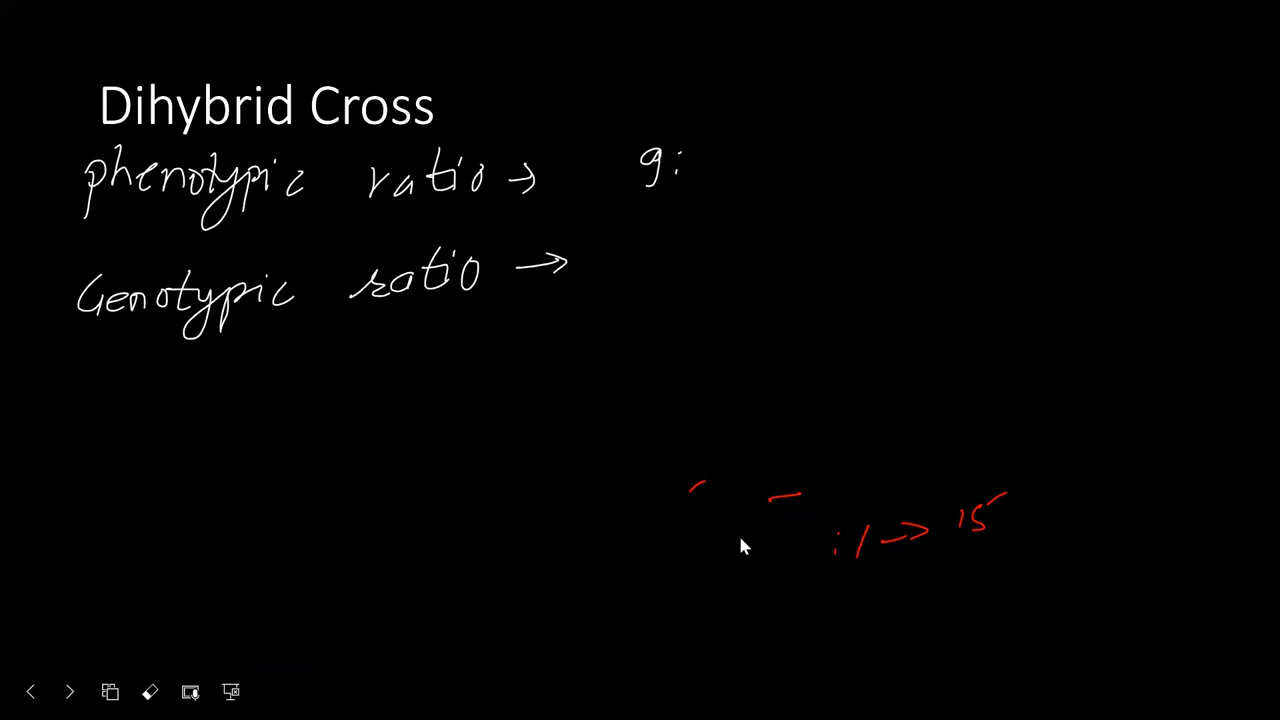 Dihybrid Cross
phenotypic ratio → 9:
Genotypic ratio →
:1 → 15